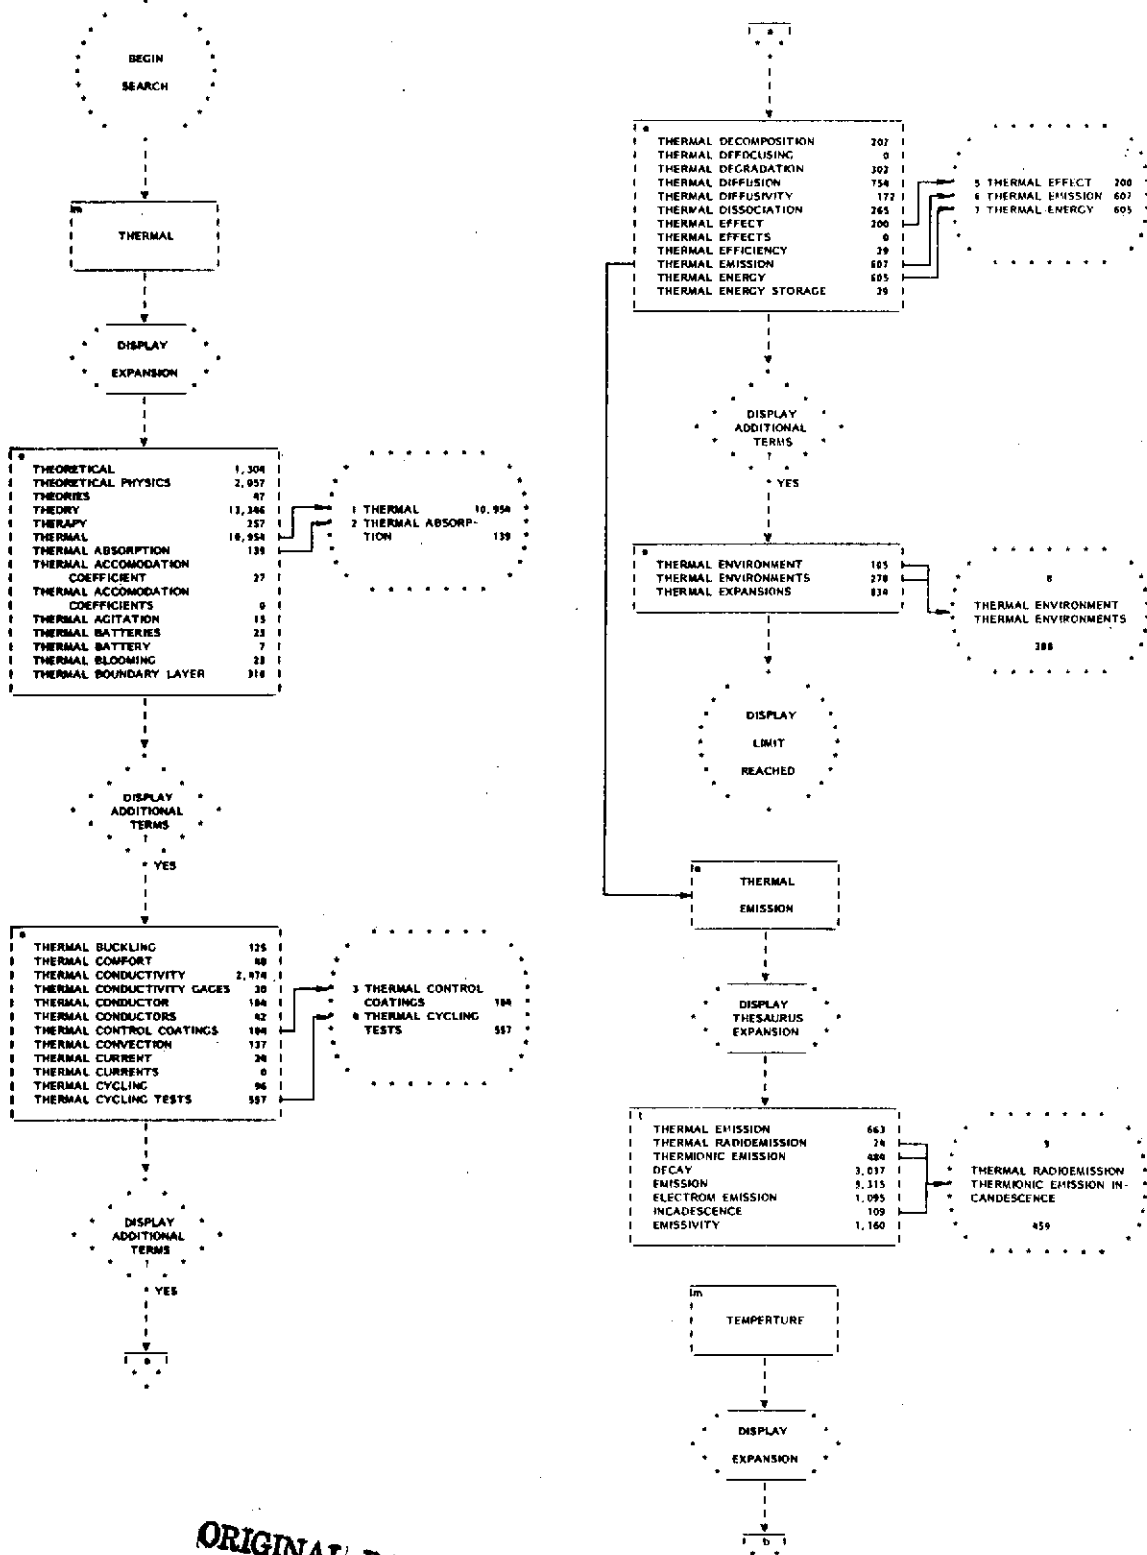 BEGIN
SEARCH
m
THERMAL
DISPLAY
EXPANSION
e
THEORETICAL 1,304
THEORETICAL PHYSICS 2,057
THEORIES 47
THEORY 13,346
THERAPY 257
THERMAL 10,954
THERMAL ABSORPTION 139
THERMAL ACCOMODATION
COEFFICIENT 27
THERMAL ACCOMODATION
COEFFICIENTS 0
THERMAL AGITATION 15
THERMAL BATTERIES 23
THERMAL BATTERY 7
THERMAL BLOOMING 23
THERMAL BOUNDARY LAYER 310
1 THERMAL 10,954
2 THERMAL ABSORP-
TION 139
DISPLAY
ADDITIONAL
TERMS
?
YES
e
THERMAL BUCKLING 125
THERMAL COMFORT 48
THERMAL CONDUCTIVITY 2,474
THERMAL CONDUCTIVITY GAGES 30
THERMAL CONDUCTOR 184
THERMAL CONDUCTORS 42
THERMAL CONTROL COATINGS 184
THERMAL CONVECTION 137
THERMAL CURRENT 24
THERMAL CURRENTS 0
THERMAL CYCLING 96
THERMAL CYCLING TESTS 557
3 THERMAL CONTROL
COATINGS 184
4 THERMAL CYCLING
TESTS 557
DISPLAY
ADDITIONAL
TERMS
?
YES
a
a
e
THERMAL DECOMPOSITION 202
THERMAL DEFOCUSING 0
THERMAL DEGRADATION 302
THERMAL DIFFUSION 754
THERMAL DIFFUSIVITY 172
THERMAL DISSOCIATION 265
THERMAL EFFECT 200
THERMAL EFFECTS 0
THERMAL EFFICIENCY 39
THERMAL EMISSION 607
THERMAL ENERGY 605
THERMAL ENERGY STORAGE 39
5 THERMAL EFFECT 200
6 THERMAL EMISSION 607
7 THERMAL ENERGY 605
DISPLAY
ADDITIONAL
TERMS
?
YES
e
THERMAL ENVIRONMENT 105
THERMAL ENVIRONMENTS 278
THERMAL EXPANSIONS 834
8
THERMAL ENVIRONMENT
THERMAL ENVIRONMENTS
388
DISPLAY
LIMIT
REACHED
e
THERMAL
EMISSION
DISPLAY
THESAURUS
EXPANSION
t
THERMAL EMISSION 663
THERMAL RADIOEMISSION 24
THERMIONIC EMISSION 484
DECAY 3,037
EMISSION 8,315
ELECTROM EMISSION 1,095
INCADESCENCE 109
EMISSIVITY 1,160
9
THERMAL RADIOEMISSION
THERMIONIC EMISSION IN-
CANDESCENCE
459
m
TEMPERTURE
DISPLAY
EXPANSION
b
ORIGINAL